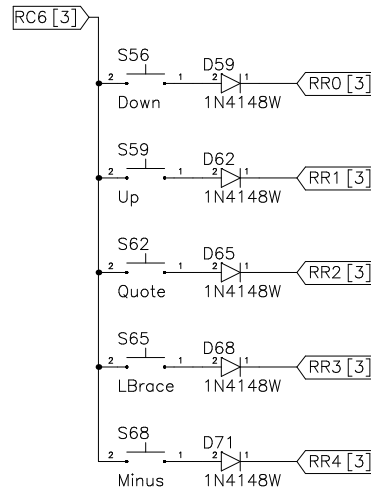 RC6 [3]
S56 D59
2 1 2 1 RR0 [3]
Down 1N4148W
S59 D62
2 1 2 1 RR1 [3]
Up 1N4148W
S62 D65
2 1 2 1 RR2 [3]
Quote 1N4148W
S65 D68
2 1 2 1 RR3 [3]
LBrace 1N4148W
S68 D71
2 1 2 1 RR4 [3]
Minus 1N4148W